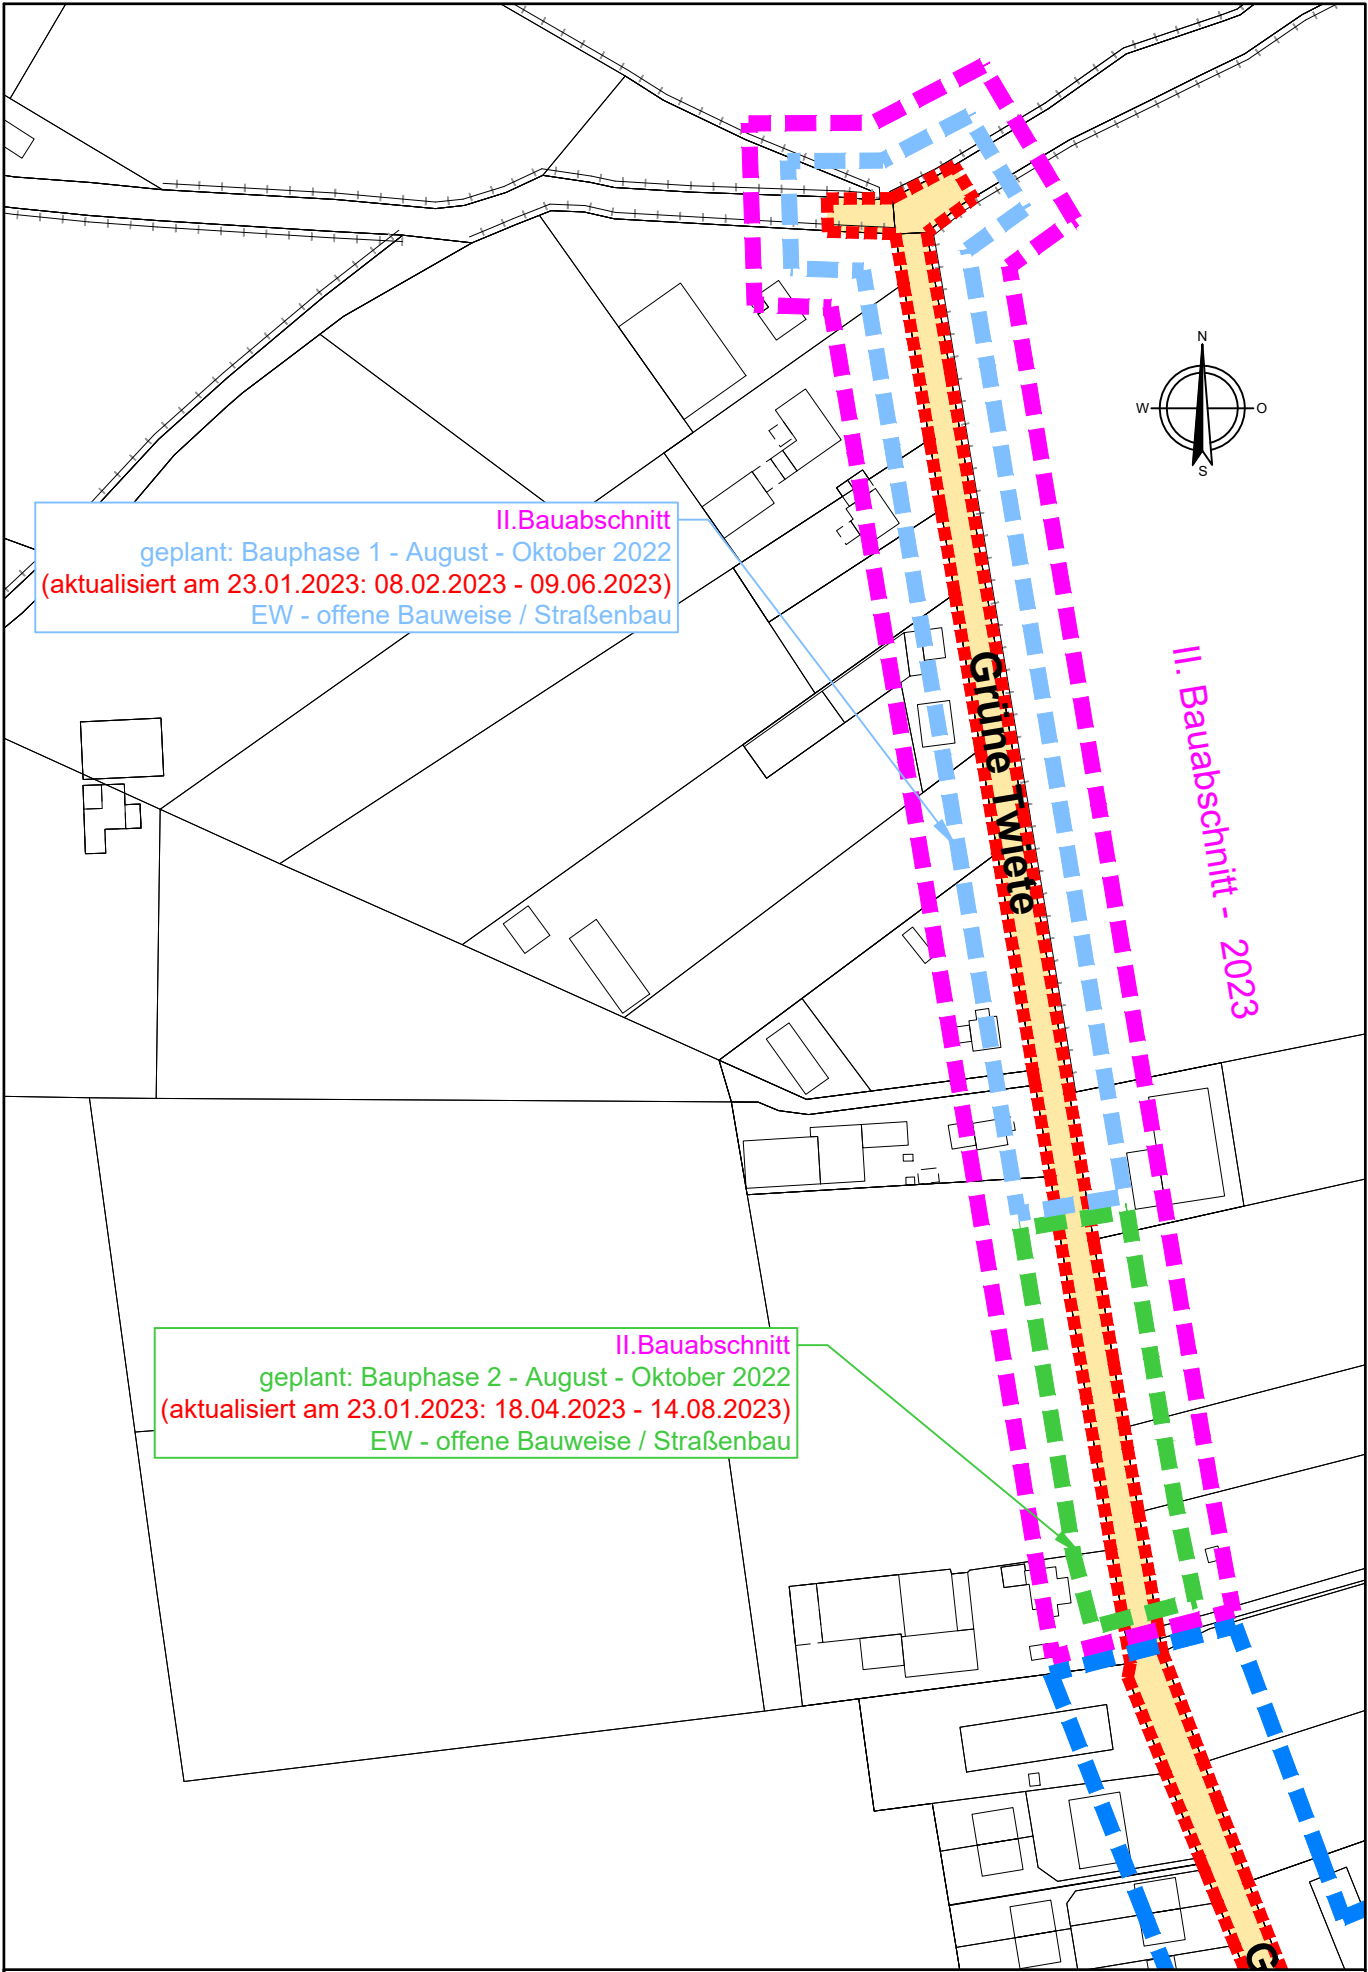 N
W
O
S
II.Bauabschnitt
geplant: Bauphase 1 - August - Oktober 2022
(aktualisiert am 23.01.2023: 08.02.2023 - 09.06.2023)
EW - offene Bauweise / Straßenbau
Grüne Twiete
II. Bauabschnitt - 2023
II.Bauabschnitt
geplant: Bauphase 2 - August - Oktober 2022
(aktualisiert am 23.01.2023: 18.04.2023 - 14.08.2023)
EW - offene Bauweise / Straßenbau
G